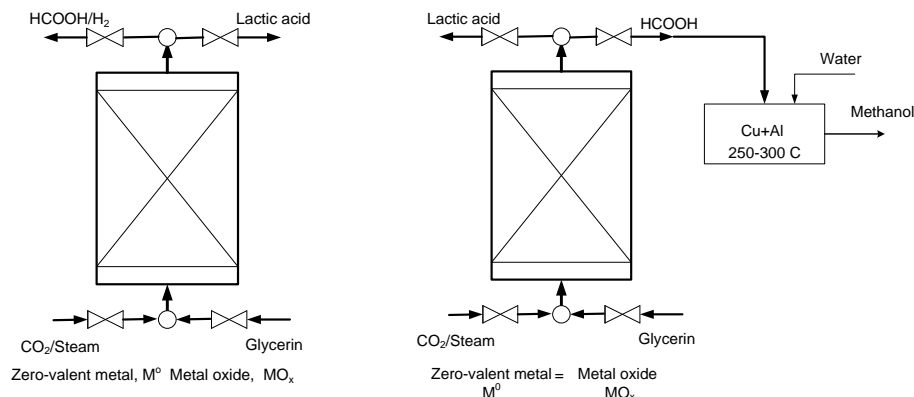 HCOOH/H2
Lactic acid
CO2/Steam
Glycerin
Zero-valent metal, Mo Metal oxide, MOx
Lactic acid
HCOOH
Water
Methanol
Cu+Al
250-300 C
CO2/Steam
Glycerin
Zero-valent metal = Metal oxide
M0 MOx